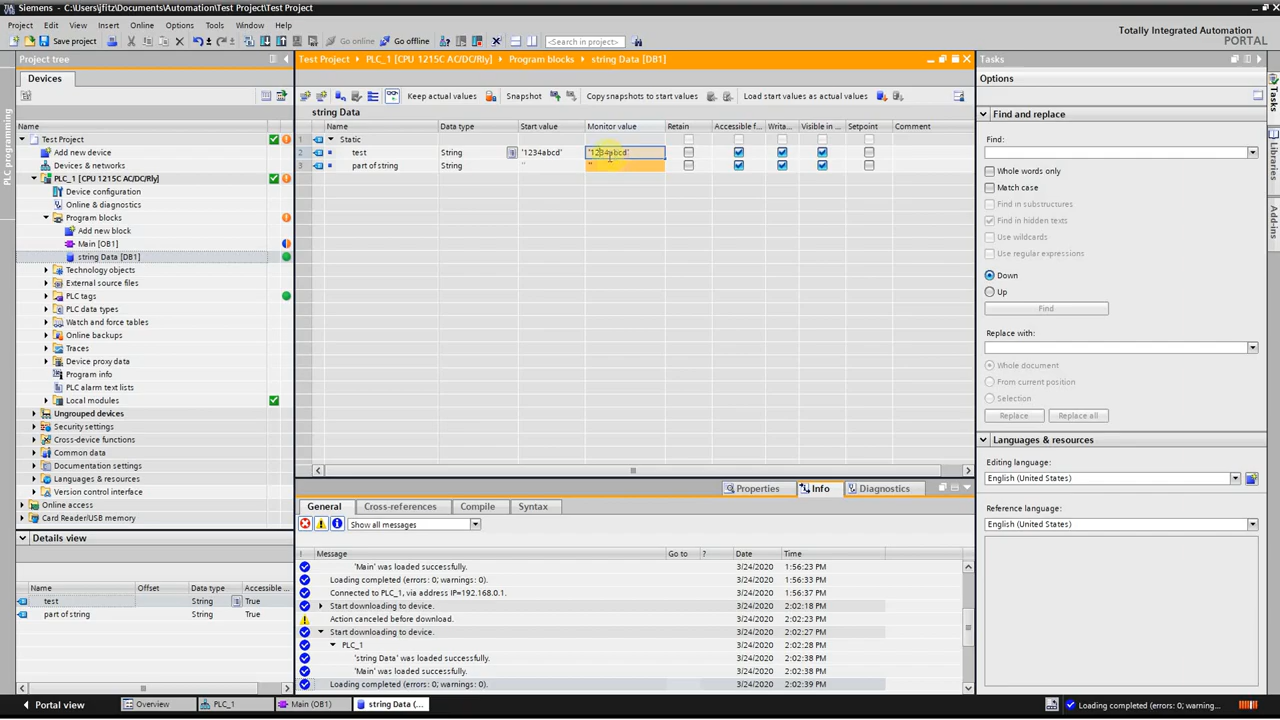 Siemens - C:\Users\jfitz\Documents\Automation\Test Project\Test Project
Project Edit View Insert Online Options Tools Window Help
Totally Integrated Automation
PORTAL
Save project Go online Go offline <Search in project>
Project tree
Test Project PLC_1 [CPU 1215C AC/DC/Rly] Program blocks string Data [DB1]
Tasks
Devices
Options
Keep actual values Snapshot Copy snapshots to start values Load start values as actual values
PLC programming
Tasks
Libraries
Add-ins
string Data
Name Data type Start value Monitor value Retain Accessible f... Writa... Visible in ... Setpoint Comment
1 Static
2 test String '1234abcd' '1234abcd'
3 part of string String '' ''
Name
Test Project
Add new device
Devices & networks
PLC_1 [CPU 1215C AC/DC/Rly]
Device configuration
Online & diagnostics
Program blocks
Add new block
Main [OB1]
string Data [DB1]
Technology objects
External source files
PLC tags
PLC data types
Watch and force tables
Online backups
Traces
Device proxy data
Program info
PLC alarm text lists
Local modules
Ungrouped devices
Security settings
Cross-device functions
Common data
Documentation settings
Languages & resources
Version control interface
Online access
Card Reader/USB memory
Details view
Name Offset Data type Accessible ...
test String True
part of string String True
Find and replace
Find:
Whole words only
Match case
Find in substructures
Find in hidden texts
Use wildcards
Use regular expressions
Down
Up
Find
Replace with:
Whole document
From current position
Selection
Replace Replace all
Languages & resources
Editing language:
English (United States)
Reference language:
English (United States)
Properties Info Diagnostics
General Cross-references Compile Syntax
Show all messages
! Message Go to ? Date Time
'Main' was loaded successfully. 3/24/2020 1:56:23 PM
Loading completed (errors: 0; warnings: 0). 3/24/2020 1:56:33 PM
Connected to PLC_1, via address IP=192.168.0.1. 3/24/2020 1:56:37 PM
Start downloading to device. 3/24/2020 2:02:18 PM
Action canceled before download. 3/24/2020 2:02:23 PM
Start downloading to device. 3/24/2020 2:02:27 PM
PLC_1 3/24/2020 2:02:28 PM
'string Data' was loaded successfully. 3/24/2020 2:02:38 PM
'Main' was loaded successfully. 3/24/2020 2:02:38 PM
Loading completed (errors: 0; warnings: 0). 3/24/2020 2:02:39 PM
Portal view Overview PLC_1 Main (OB1) string Data (... Loading completed (errors: 0; warning...